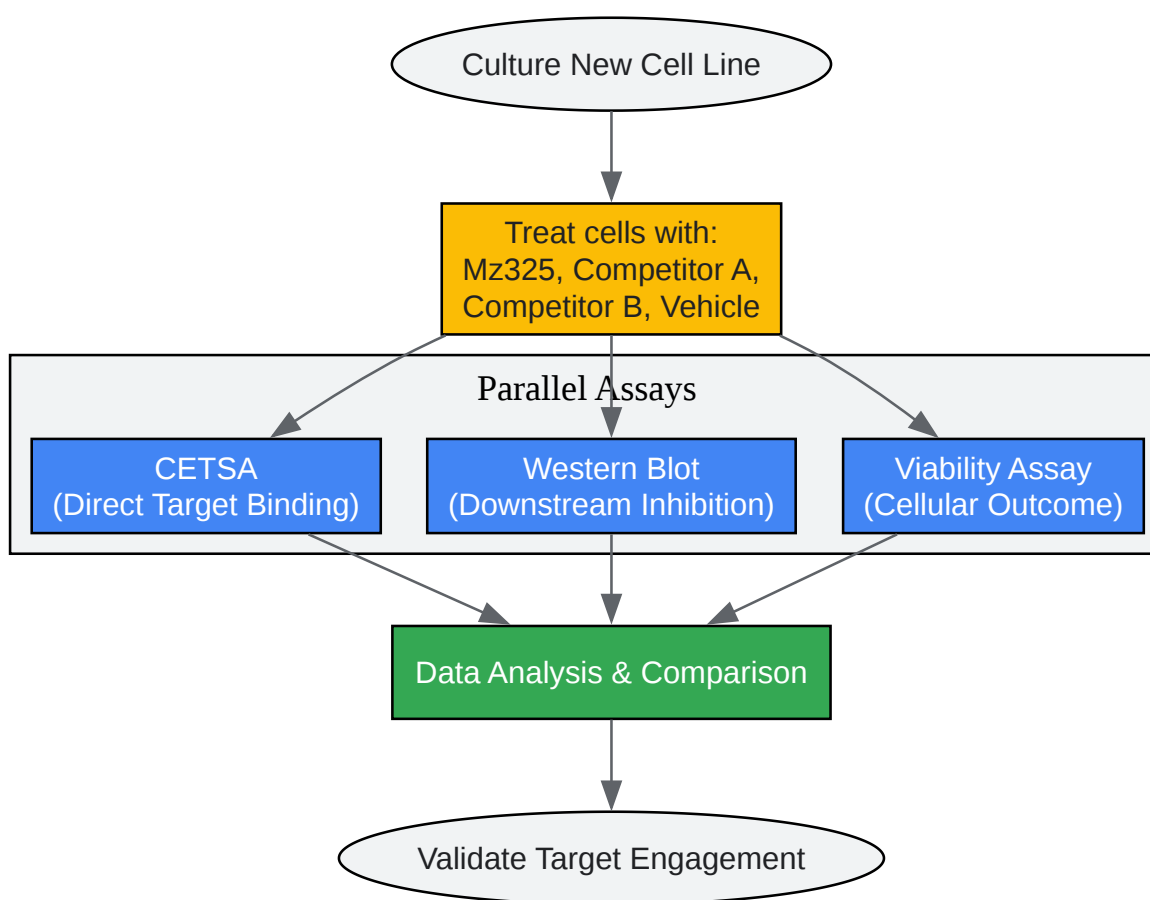 Culture New Cell Line
Treat cells with:
Mz325, Competitor A,
Competitor B, Vehicle
Parallel Assays
CETSA
(Direct Target Binding)
Western Blot
(Downstream Inhibition)
Viability Assay
(Cellular Outcome)
Data Analysis & Comparison
Validate Target Engagement